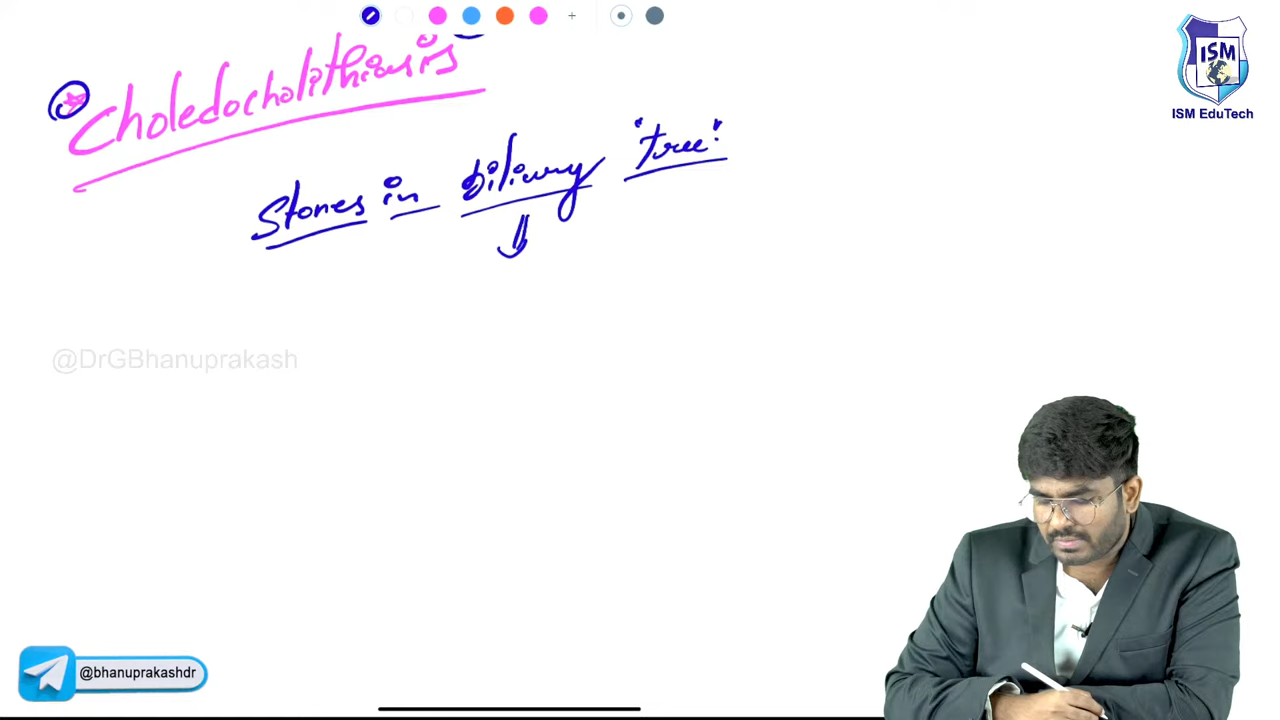 Choledocholithiasis
Stones in biliary "tree".
ISM
ISM EduTech
@DrGBhanuprakash
@bhanuprakashdr